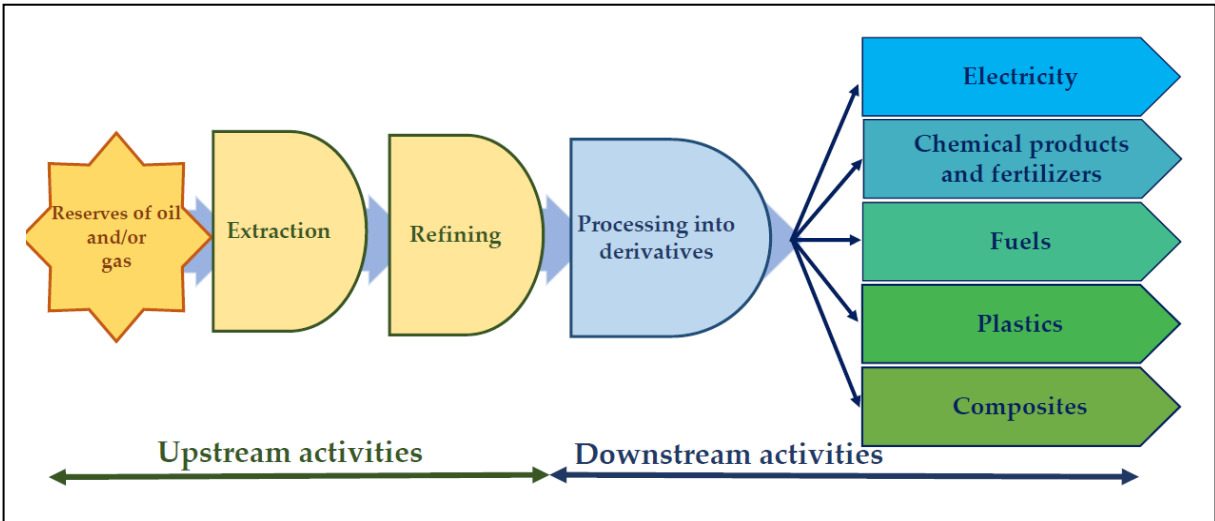 Reserves of oil
and/or
gas
Extraction
Refining
Processing into
derivatives
Electricity
Chemical products
and fertilizers
Fuels
Plastics
Composites
Upstream activities
Downstream activities